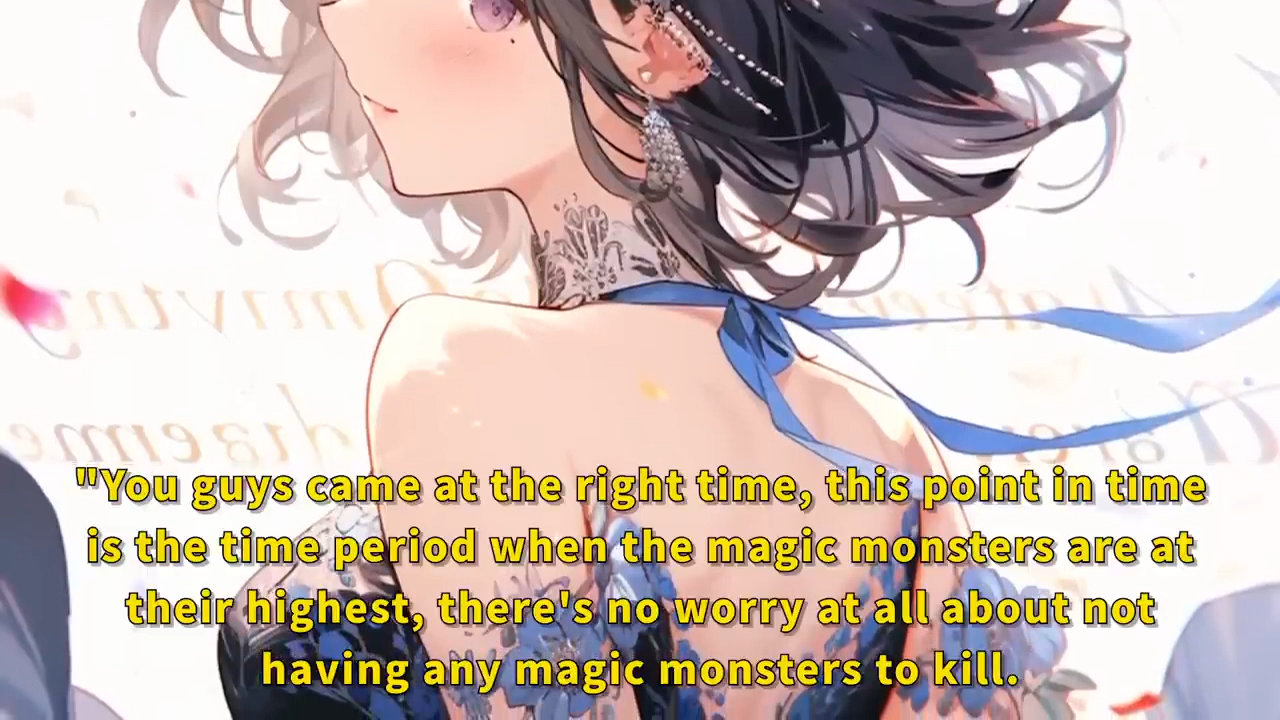 "You guys came at the right time, this point in time
is the time period when the magic monsters are at
their highest, there's no worry at all about not
having any magic monsters to kill.